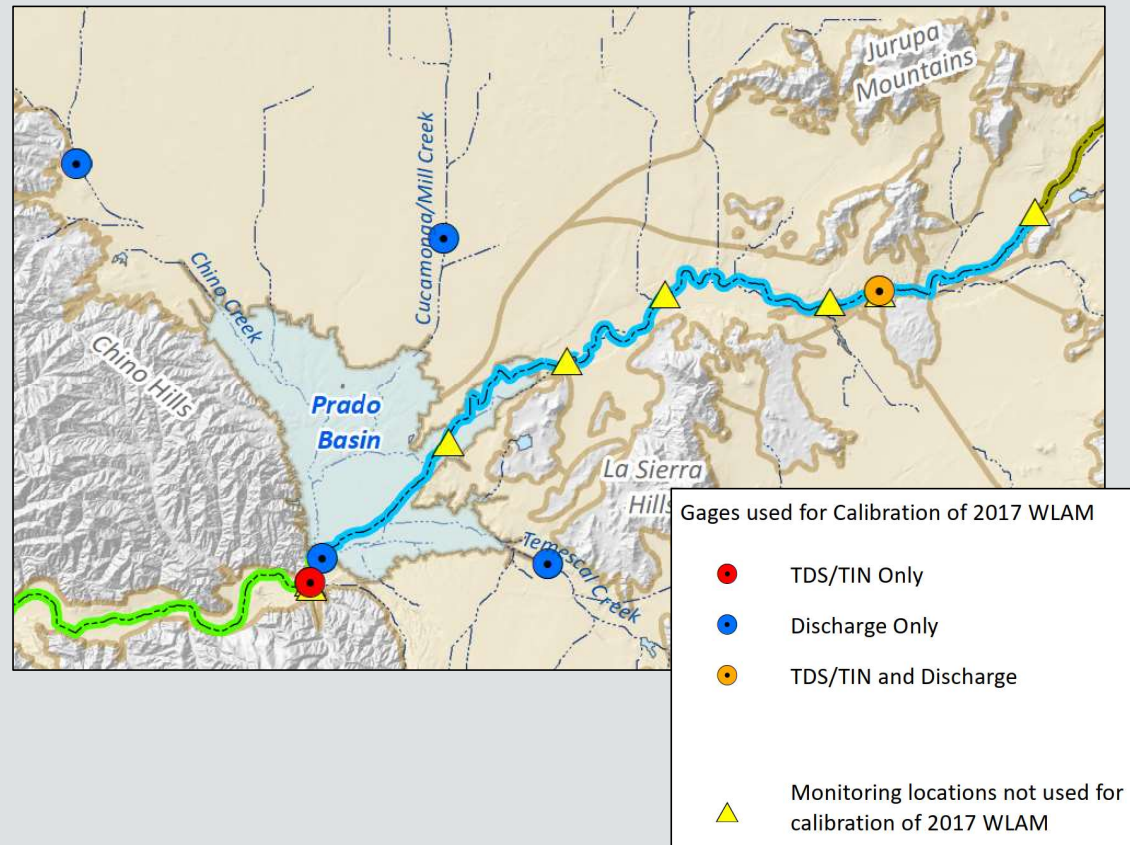 Jurupa
Mountains
Cucamonga/Mill Creek
Chino Creek
Chino Hills
Prado
Basin
La Sierra
Hills
Temescal Creek
Gages used for Calibration of 2017 WLAM
TDS/TIN Only
Discharge Only
TDS/TIN and Discharge
Monitoring locations not used for
calibration of 2017 WLAM